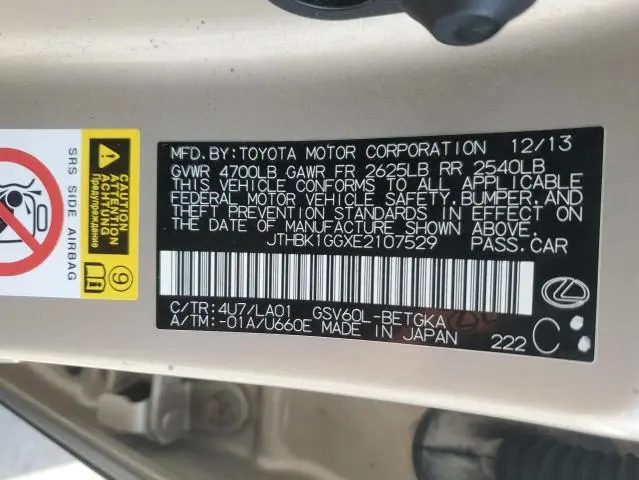 MFD.BY: TOYOTA MOTOR CORPORATION 12/13
GVWR 4700LB GAWR FR 2625LB RR 2540LB
THIS VEHICLE CONFORMS TO ALL APPLICABLE
FEDERAL MOTOR VEHICLE SAFETY,BUMPER,AND
THEFT PREVENTION STANDARDS IN EFFECT ON
THE DATE OF MANUFACTURE SHOWN ABOVE.
JTHBK1GGXE2107529 PASS.CAR
C/TR: 4U7/LA01 GSV60L-BETGKA
A/TM: -01A/U660E MADE IN JAPAN
222 C
SRS SIDE AIRBAG
CAUTION
ATTENTION
ACHTUNG
Предупреждение
9